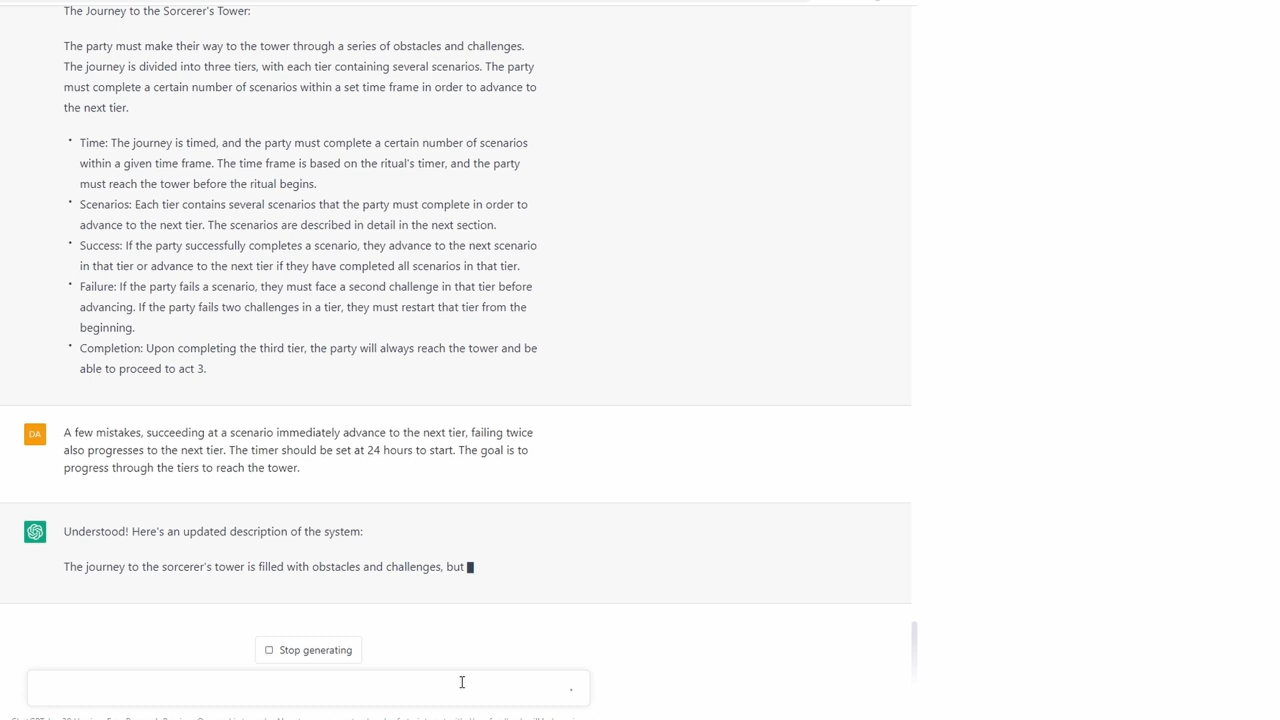 The Journey to the Sorcerer's Tower:
The party must make their way to the tower through a series of obstacles and challenges.
The journey is divided into three tiers, with each tier containing several scenarios. The party
must complete a certain number of scenarios within a set time frame in order to advance to
the next tier.
• Time: The journey is timed, and the party must complete a certain number of scenarios
within a given time frame. The time frame is based on the ritual's timer, and the party
must reach the tower before the ritual begins.
• Scenarios: Each tier contains several scenarios that the party must complete in order to
advance to the next tier. The scenarios are described in detail in the next section.
• Success: If the party successfully completes a scenario, they advance to the next scenario
in that tier or advance to the next tier if they have completed all scenarios in that tier.
• Failure: If the party fails a scenario, they must face a second challenge in that tier before
advancing. If the party fails two challenges in a tier, they must restart that tier from the
beginning.
• Completion: Upon completing the third tier, the party will always reach the tower and be
able to proceed to act 3.
DA
A few mistakes, succeeding at a scenario immediately advance to the next tier, failing twice
also progresses to the next tier. The timer should be set at 24 hours to start. The goal is to
progress through the tiers to reach the tower.
Understood! Here's an updated description of the system:
The journey to the sorcerer's tower is filled with obstacles and challenges, but
Stop generating